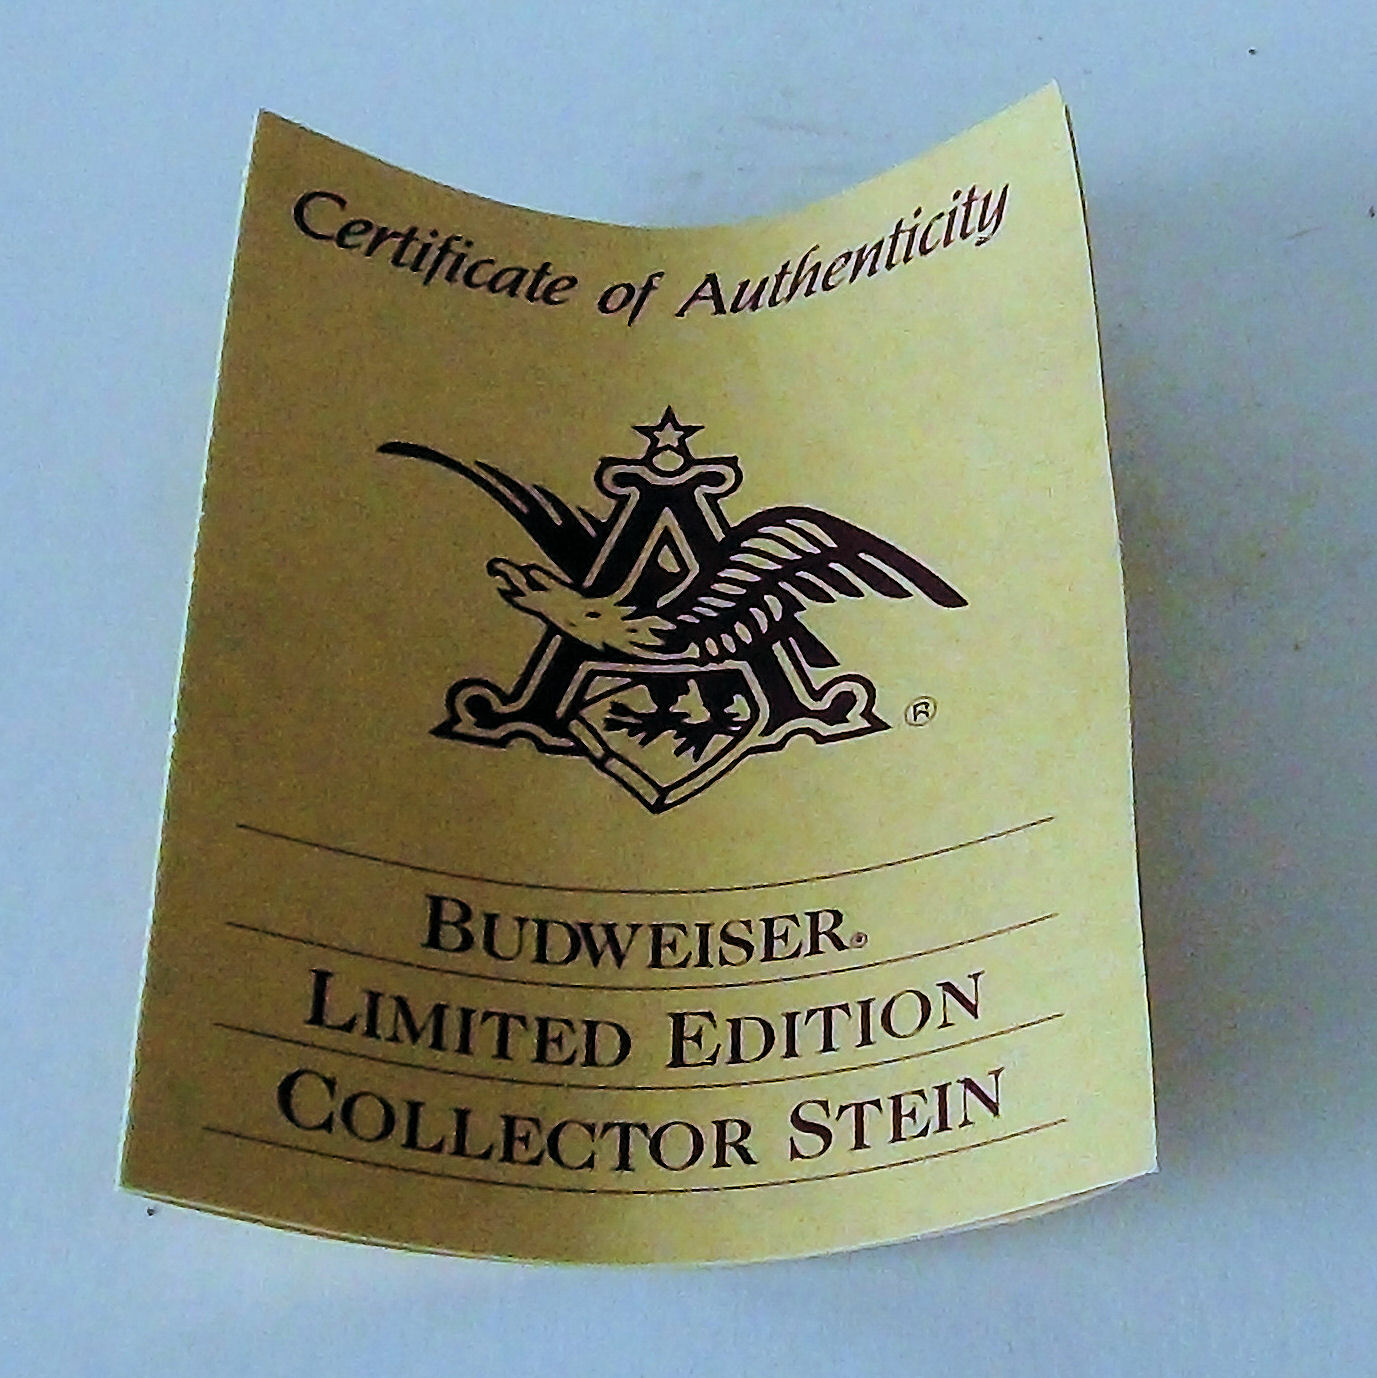 Certificate of Authenticity
A
®
BUDWEISER®
LIMITED EDITION
COLLECTOR STEIN